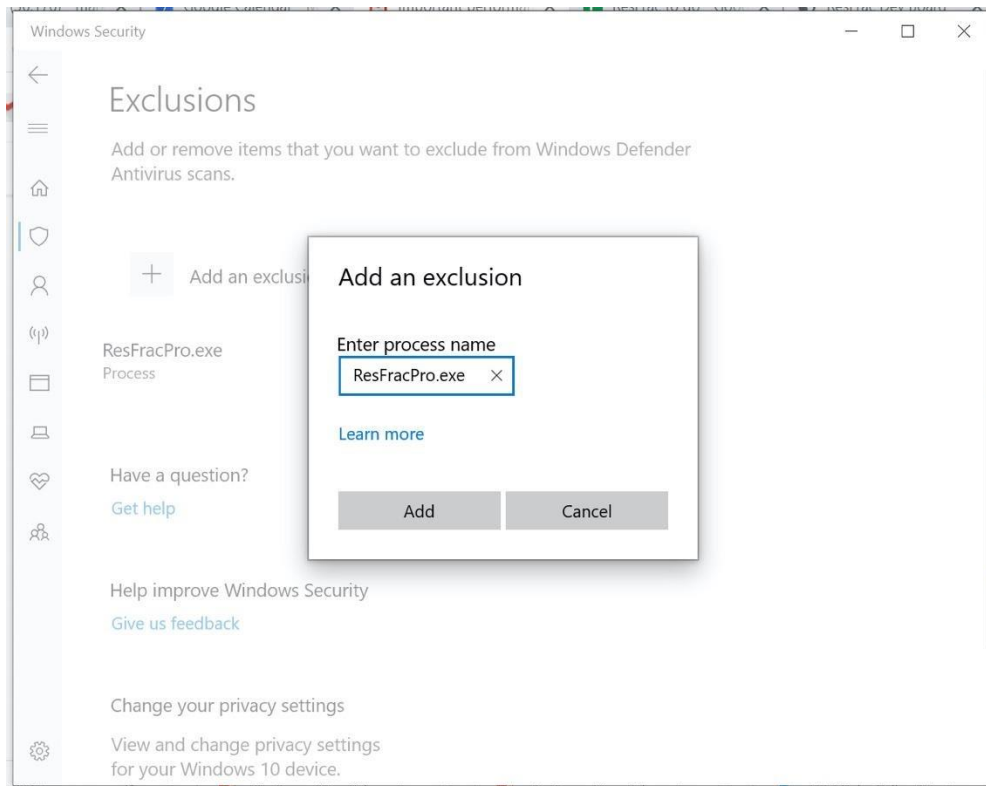 Google Calendar
Windows Security
Exclusions
Add or remove items that you want to exclude from Windows Defender
Antivirus scans.
Add an exclusi
Add an exclusion
Enter process name
ResFracPro.exe
ResFracPro.exe
Process
Learn more
Have a question?
Get help
Add
Cancel
Help improve Windows Security
Give us feedback
Change your privacy settings
View and change privacy settings
for your Windows 10 device.